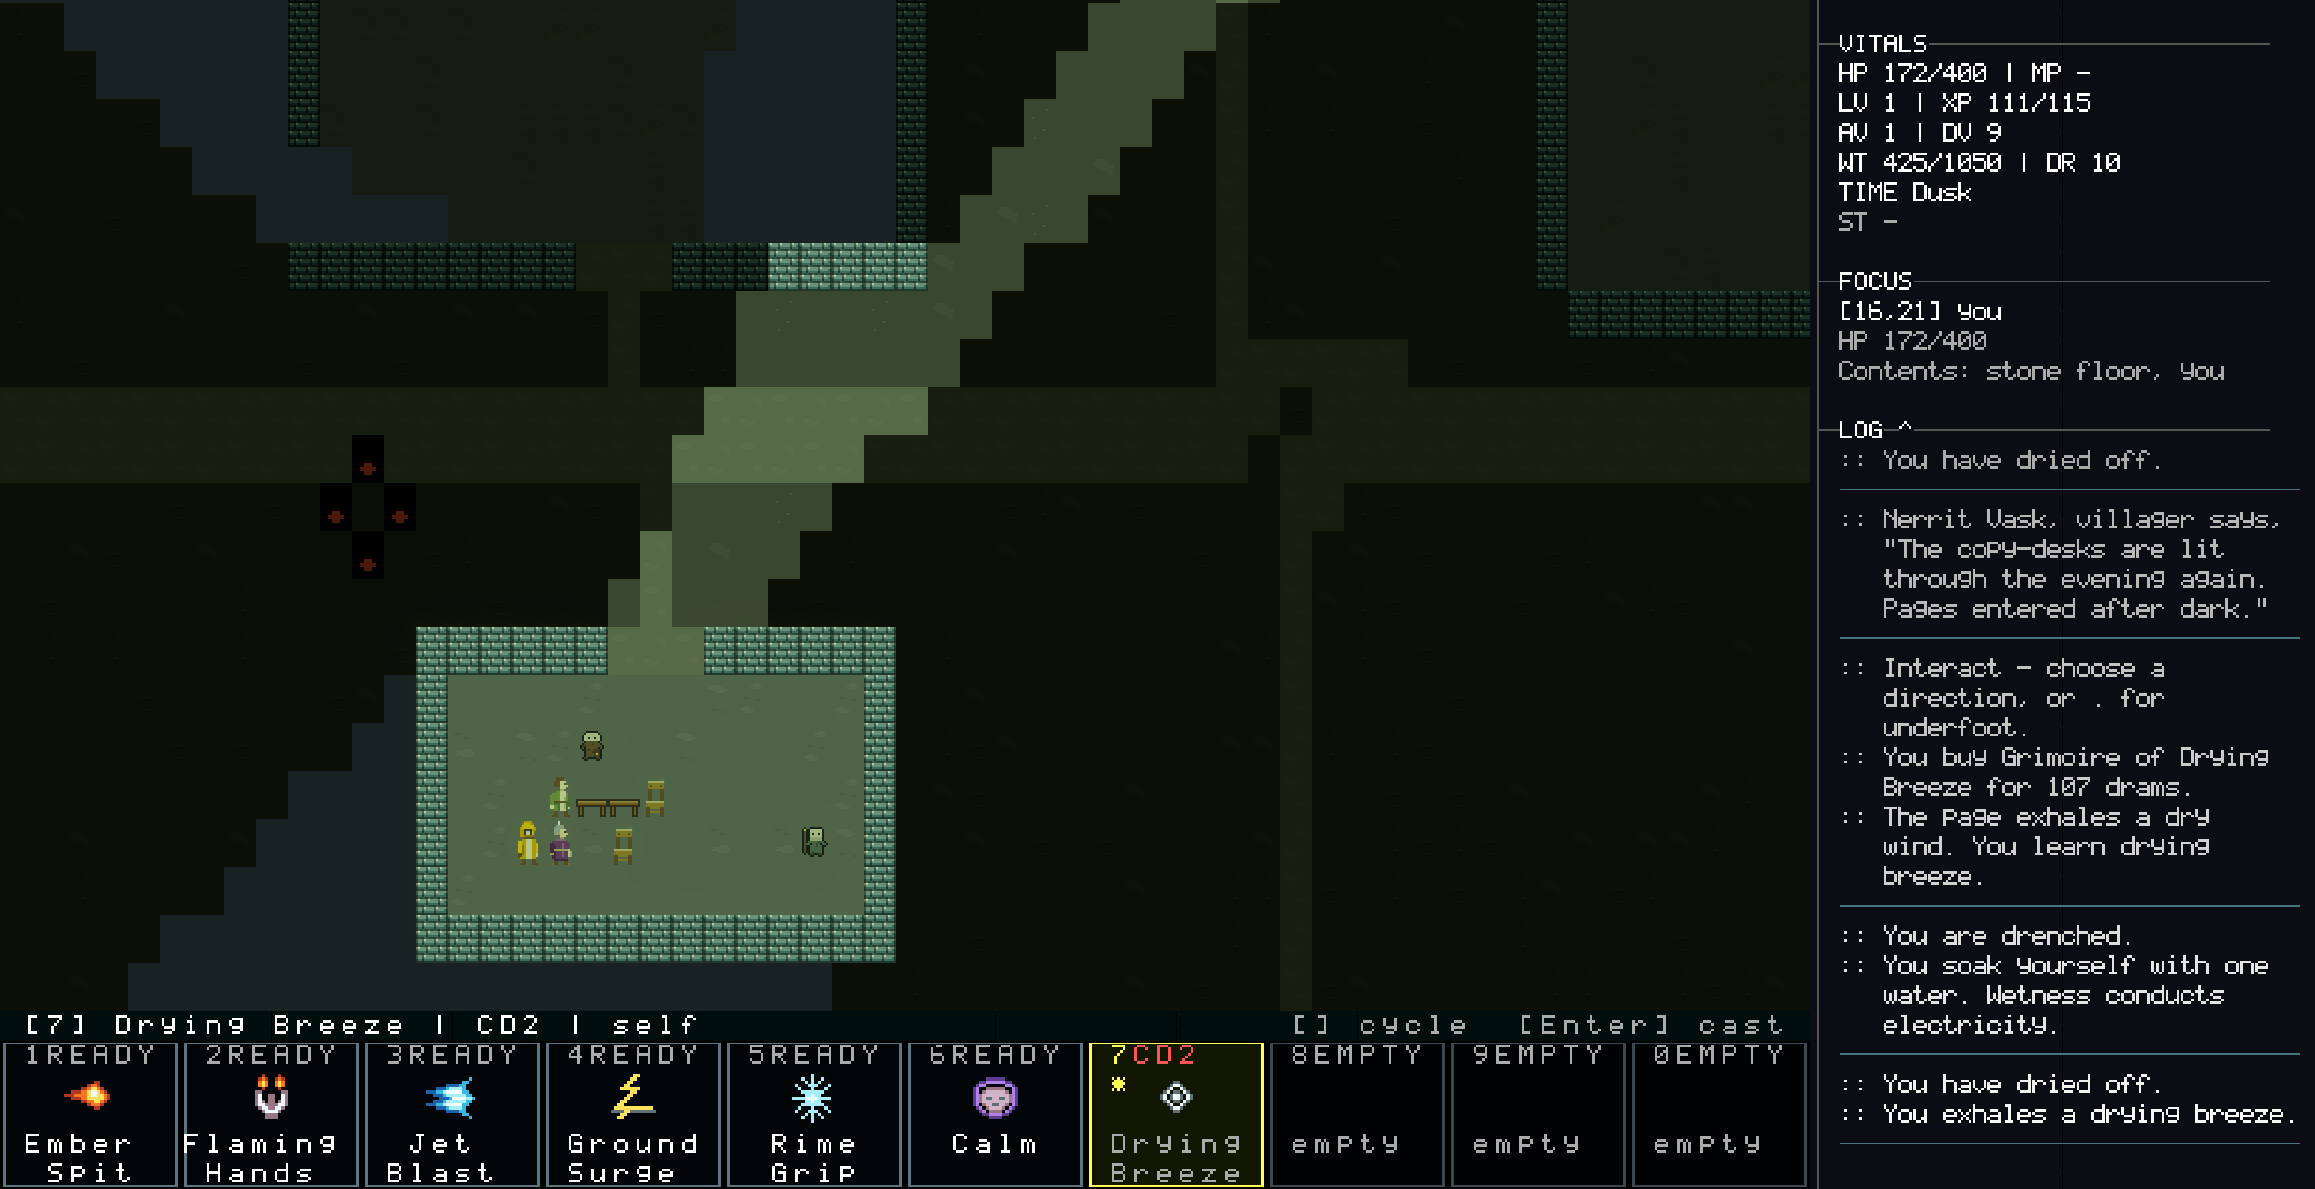 VITALS
HP 172/400 | MP -
LV 1 | XP 111/115
AV 1 | DV 9
WT 425/1050 | DR 10
TIME Dusk
ST -
FOCUS
[16,21] you
HP 172/400
Contents: stone floor, you
LOG ^
:: You have dried off.
:: Nerrit Vask, villager says,
"The copy-desks are lit
through the evening again.
Pages entered after dark."
:: Interact - choose a
direction, or . for
underfoot.
:: You buy Grimoire of Drying
Breeze for 107 drams.
:: The page exhales a dry
wind. You learn drying
breeze.
:: You are drenched.
:: You soak yourself with one
water. Wetness conducts
electricity.
:: You have dried off.
:: You exhales a drying breeze.
[7] Drying Breeze | CD2 | self
[] cycle [Enter] cast
1READY 2READY 3READY 4READY 5READY 6READY 7CD2 8EMPTY 9EMPTY 0EMPTY
Ember Flaming Jet Ground Rime Calm Drying empty empty empty
Spit Hands Blast Surge Grip Breeze